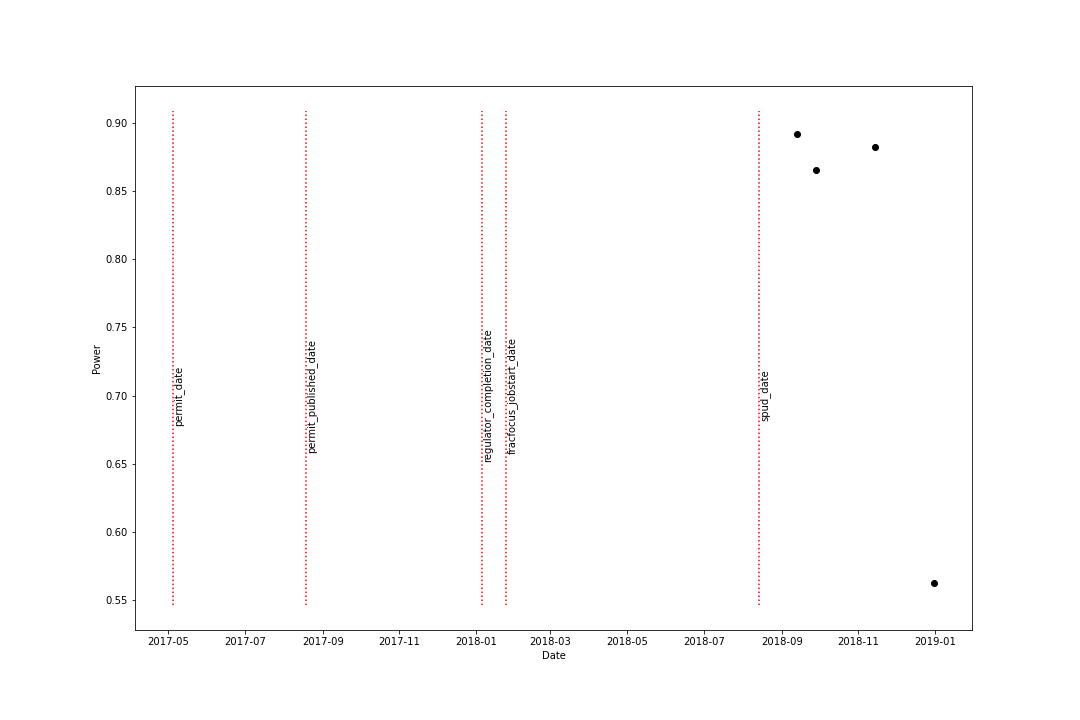 0.90
0.85
0.80
0.75
0.70
0.65
0.60
0.55
Power
permit_date
permit_published_date
regulator_completion_date
fracfocus_jobstart_date
spud_date
2017-05
2017-07
2017-09
2017-11
2018-01
2018-03
2018-05
2018-07
2018-09
2018-11
2019-01
Date